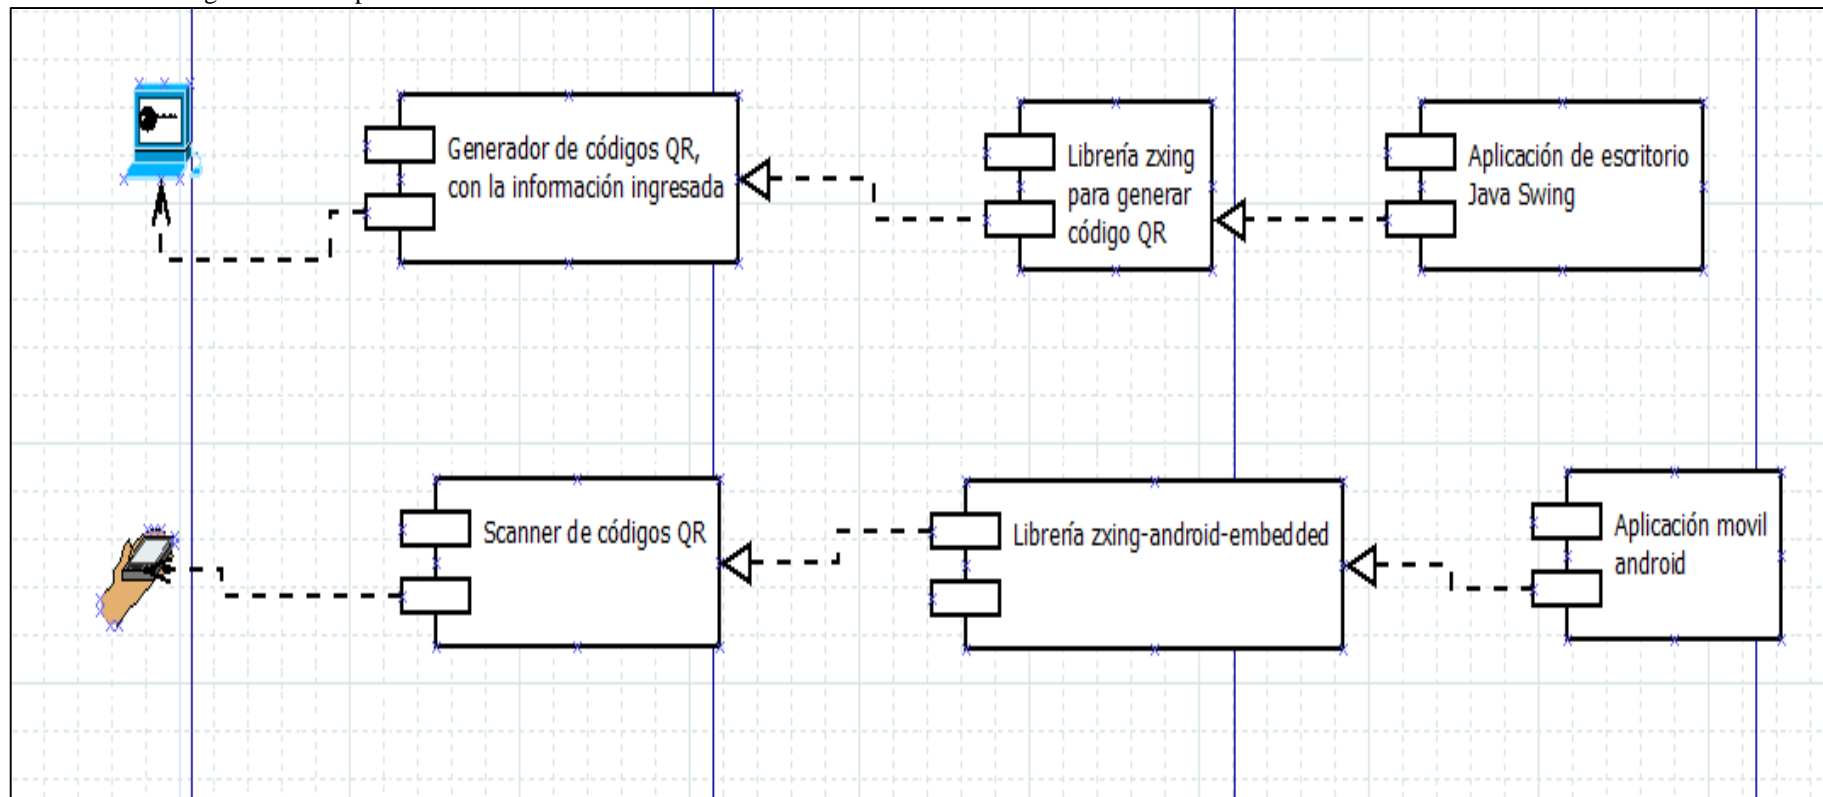 Generador de códigos QR,
con la información ingresada
Librería zxing
para generar
código QR
Aplicación de escritorio
Java Swing
Scanner de códigos QR
Librería zxing-android-embedded
Aplicación movil
android